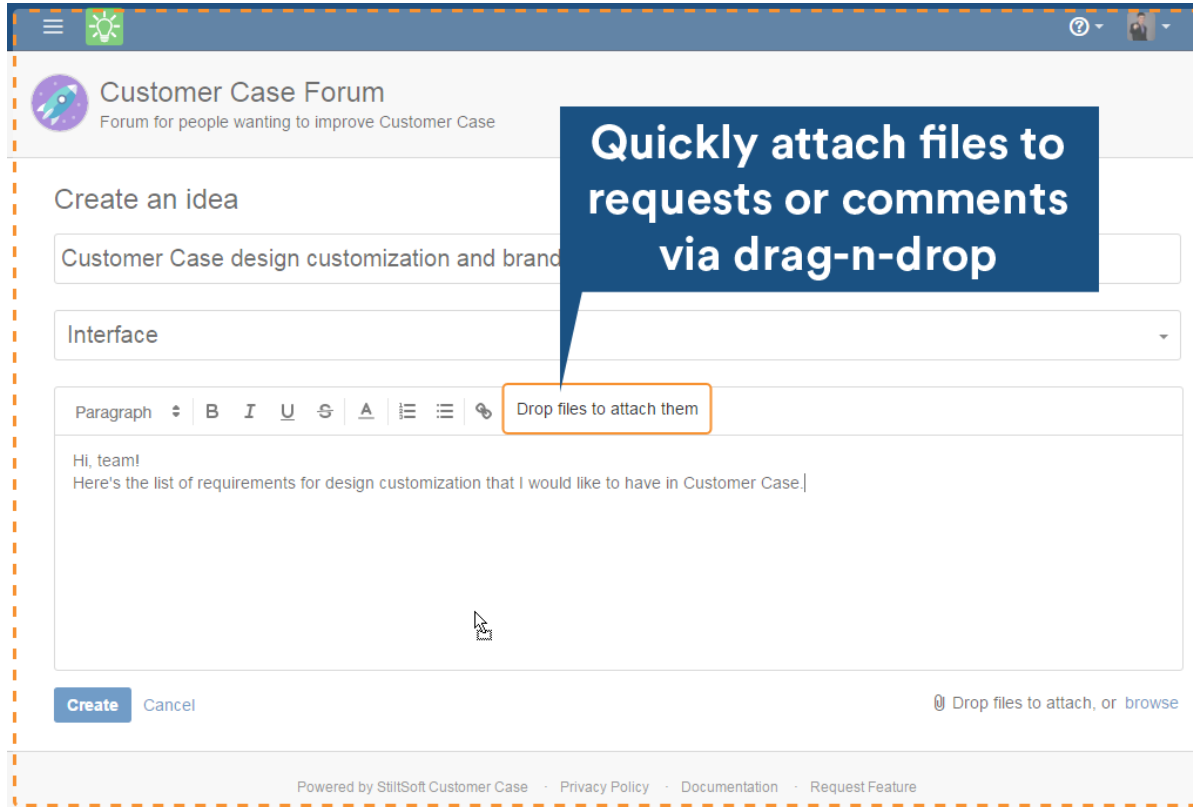 Customer Case Forum
Forum for people wanting to improve Customer Case
Quickly attach files to
requests or comments
via drag-n-drop
Create an idea
Customer Case design customization and brand
Interface
Paragraph B I U S A Drop files to attach them
Hi, team!
Here's the list of requirements for design customization that I would like to have in Customer Case.
Create Cancel Drop files to attach, or browse
Powered by StiltSoft Customer Case · Privacy Policy · Documentation · Request Feature